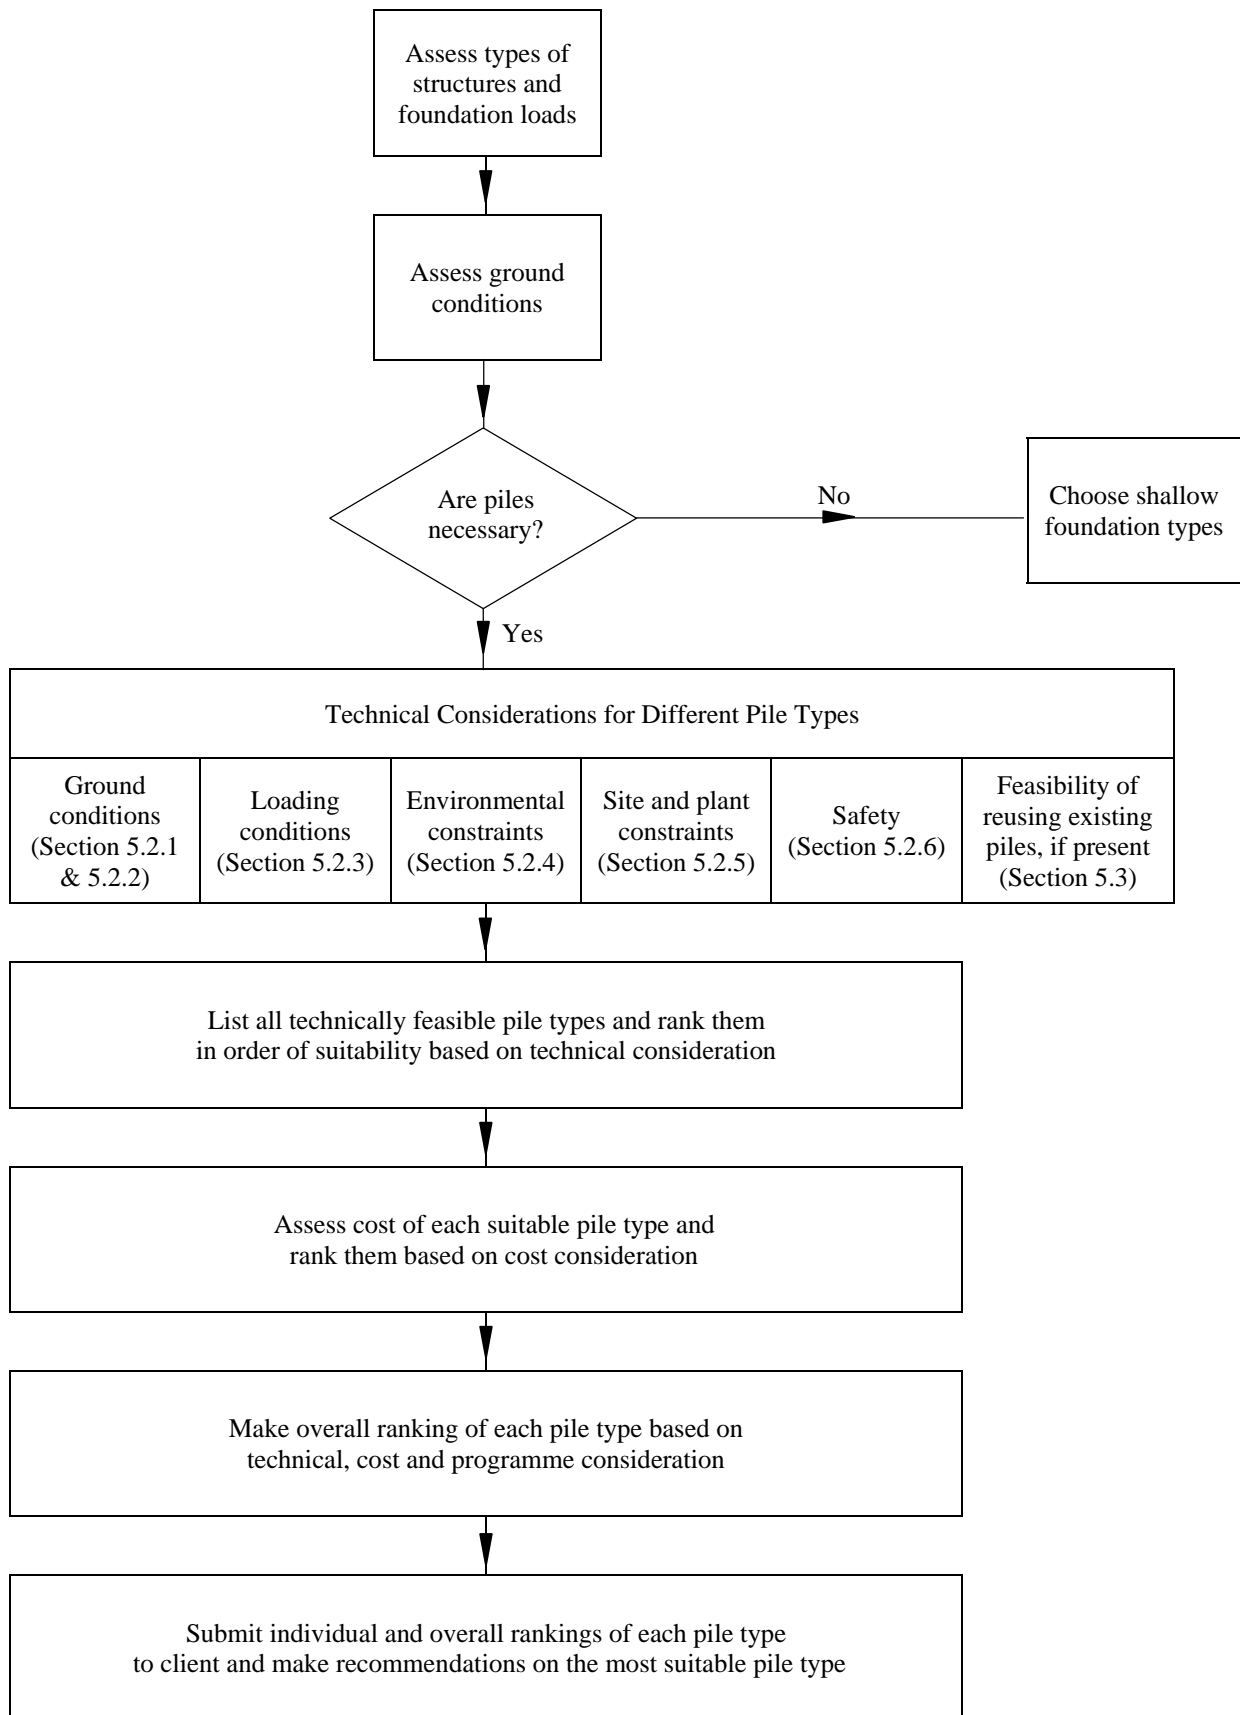 Assess types of
structures and
foundation loads
Assess ground
conditions
Are piles
necessary?
No
Choose shallow
foundation types
Yes
Technical Considerations for Different Pile Types
Ground
conditions
(Section 5.2.1
& 5.2.2)
Loading
conditions
(Section 5.2.3)
Environmental
constraints
(Section 5.2.4)
Site and plant
constraints
(Section 5.2.5)
Safety
(Section 5.2.6)
Feasibility of
reusing existing
piles, if present
(Section 5.3)
List all technically feasible pile types and rank them
in order of suitability based on technical consideration
Assess cost of each suitable pile type and
rank them based on cost consideration
Make overall ranking of each pile type based on
technical, cost and programme consideration
Submit individual and overall rankings of each pile type
to client and make recommendations on the most suitable pile type